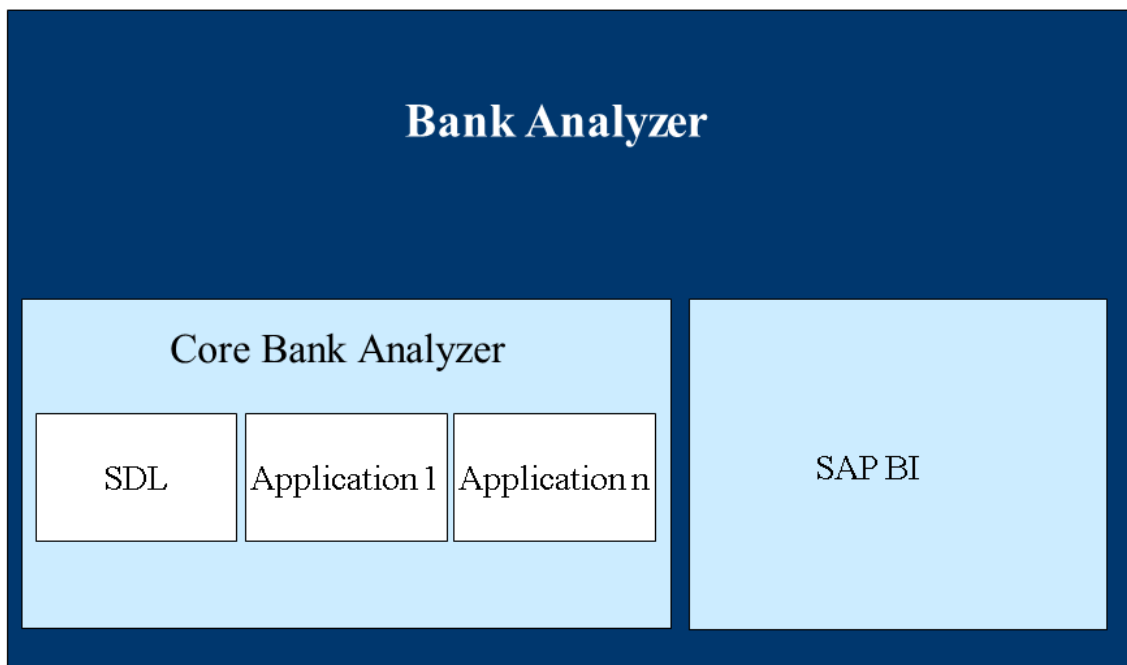 Bank Analyzer
Core Bank Analyzer
SDL
Application 1
Application n
SAP BI